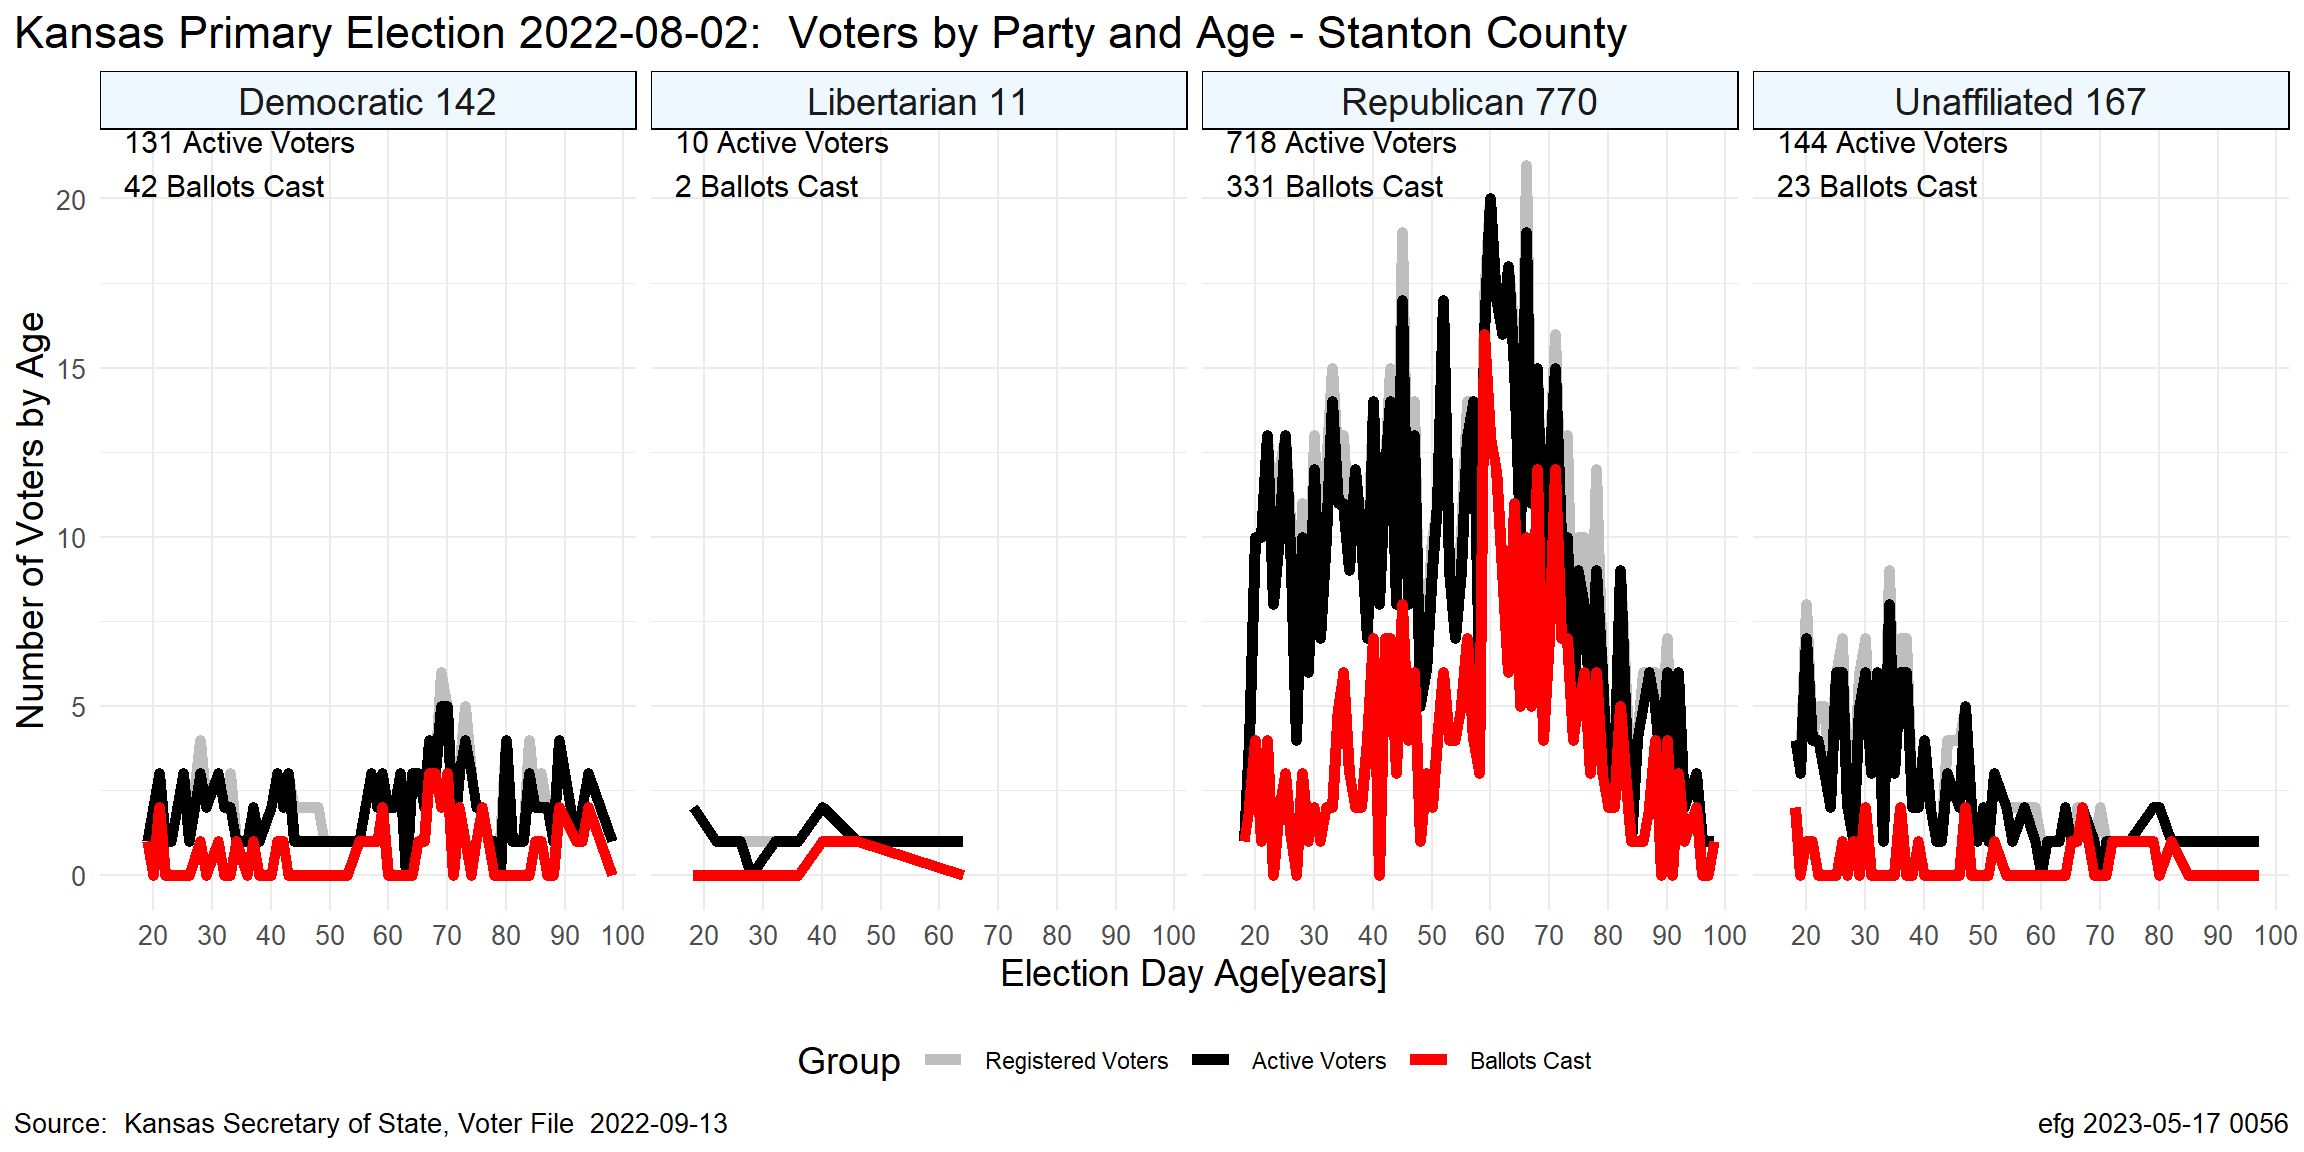 Kansas Primary Election 2022-08-02:  Voters by Party and Age - Stanton County
Democratic 142
Libertarian 11
Republican 770
Unaffiliated 167
131 Active Voters
42 Ballots Cast
10 Active Voters
2 Ballots Cast
718 Active Voters
331 Ballots Cast
144 Active Voters
23 Ballots Cast
Number of Voters by Age
20
15
10
5
0
20 30 40 50 60 70 80 90 100
20 30 40 50 60 70 80 90 100
20 30 40 50 60 70 80 90 100
20 30 40 50 60 70 80 90 100
Election Day Age[years]
Group Registered Voters Active Voters Ballots Cast
Source:  Kansas Secretary of State, Voter File  2022-09-13
efg 2023-05-17 0056